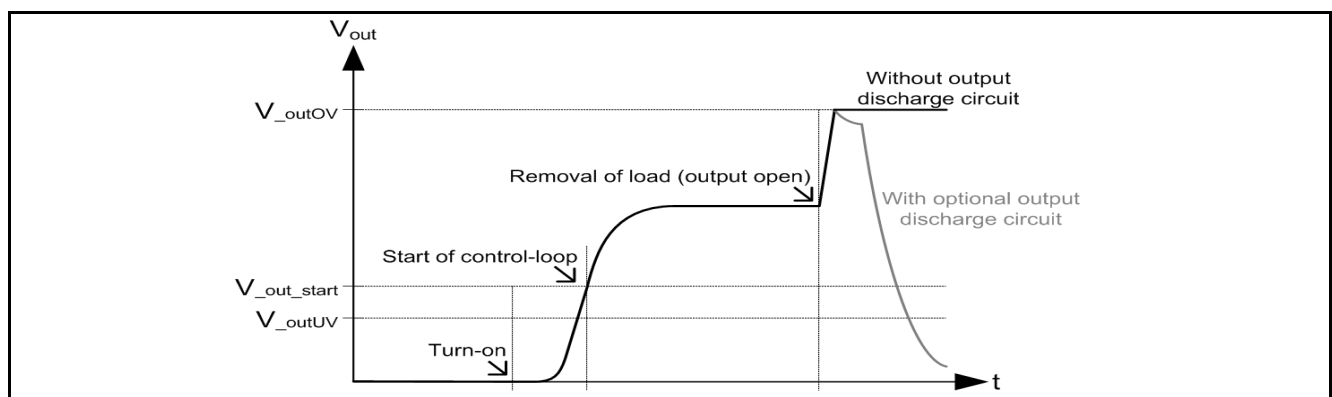 V_out
Without output
discharge circuit
V_outOV
Removal of load (output open)
With optional output
discharge circuit
Start of control-loop
V_out_start
V_outUV
Turn-on
t